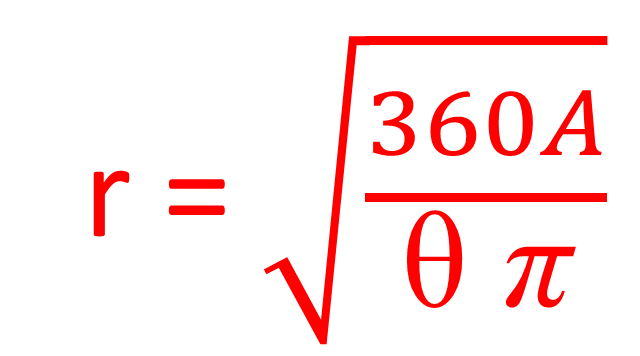 r = √(360A / θ π)